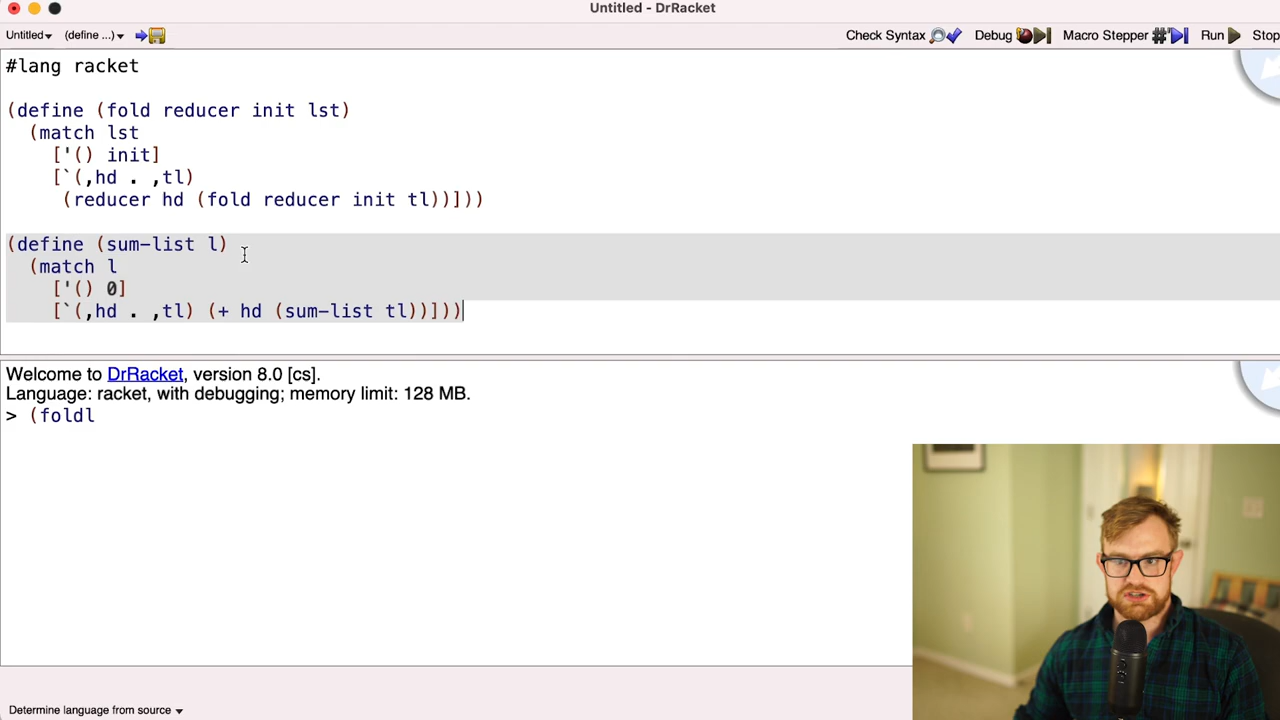 Untitled - DrRacket
Untitled (define ...) Check Syntax Debug Macro Stepper Run Stop
#lang racket
(define (fold reducer init lst)
(match lst
['() init]
[`(,hd . ,tl)
(reducer hd (fold reducer init tl))]))
(define (sum-list l)
(match l
['() 0]
[`(,hd . ,tl) (+ hd (sum-list tl))]))
Welcome to DrRacket, version 8.0 [cs].
Language: racket, with debugging; memory limit: 128 MB.
> (foldl
Determine language from source